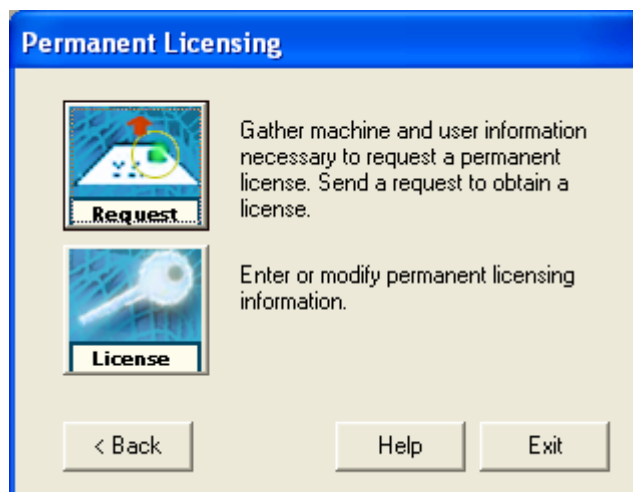 Permanent Licensing
Request
Gather machine and user information
necessary to request a permanent
license. Send a request to obtain a
license.
License
Enter or modify permanent licensing
information.
< Back
Help
Exit